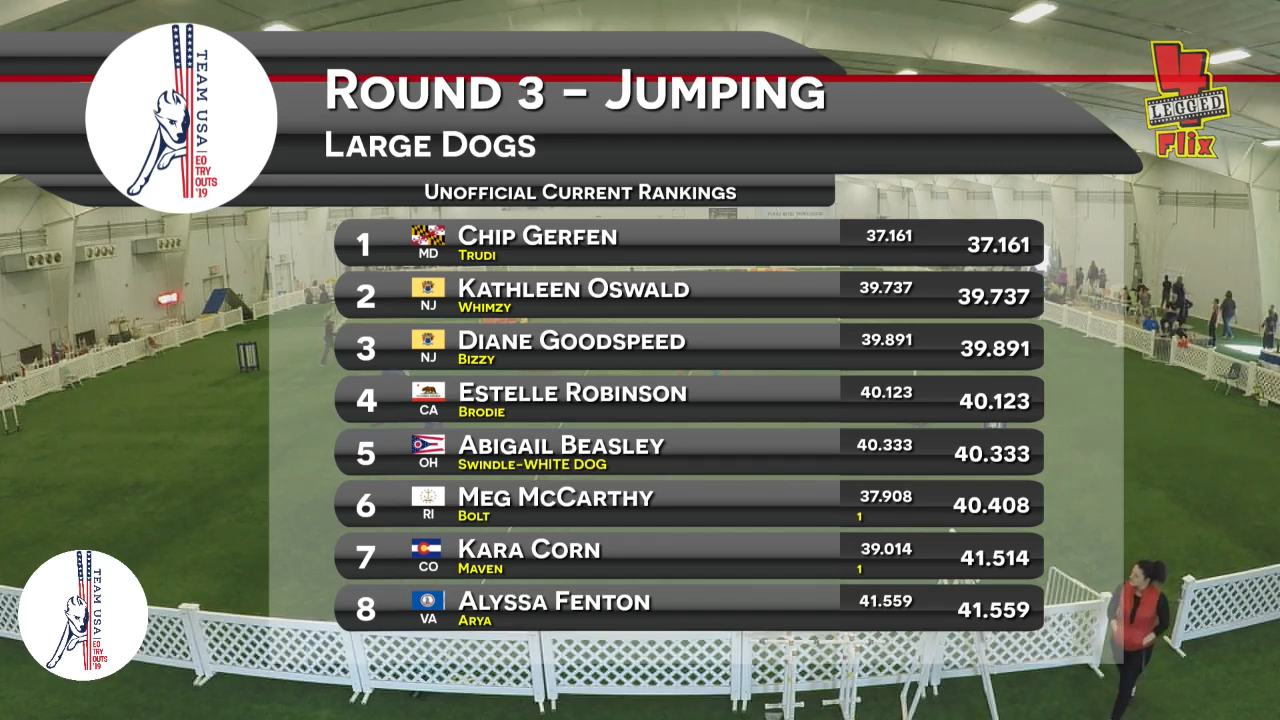 TEAM USA
EO
TRY
OUTS
'19
ROUND 3 - JUMPING
LARGE DOGS
4
LEGGED
Flix
UNOFFICIAL CURRENT RANKINGS
1 MD CHIP GERFEN 37.161 37.161
TRUDI
2 NJ KATHLEEN OSWALD 39.737 39.737
WHIMZY
3 NJ DIANE GOODSPEED 39.891 39.891
BIZZY
4 CA ESTELLE ROBINSON 40.123 40.123
BRODIE
5 OH ABIGAIL BEASLEY 40.333 40.333
SWINDLE-WHITE DOG
6 RI MEG MCCARTHY 37.908 40.408
BOLT 1
7 CO KARA CORN 39.014 41.514
MAVEN 1
8 VA ALYSSA FENTON 41.559 41.559
ARYA
TEAM USA
EO
TRY
OUTS
'19